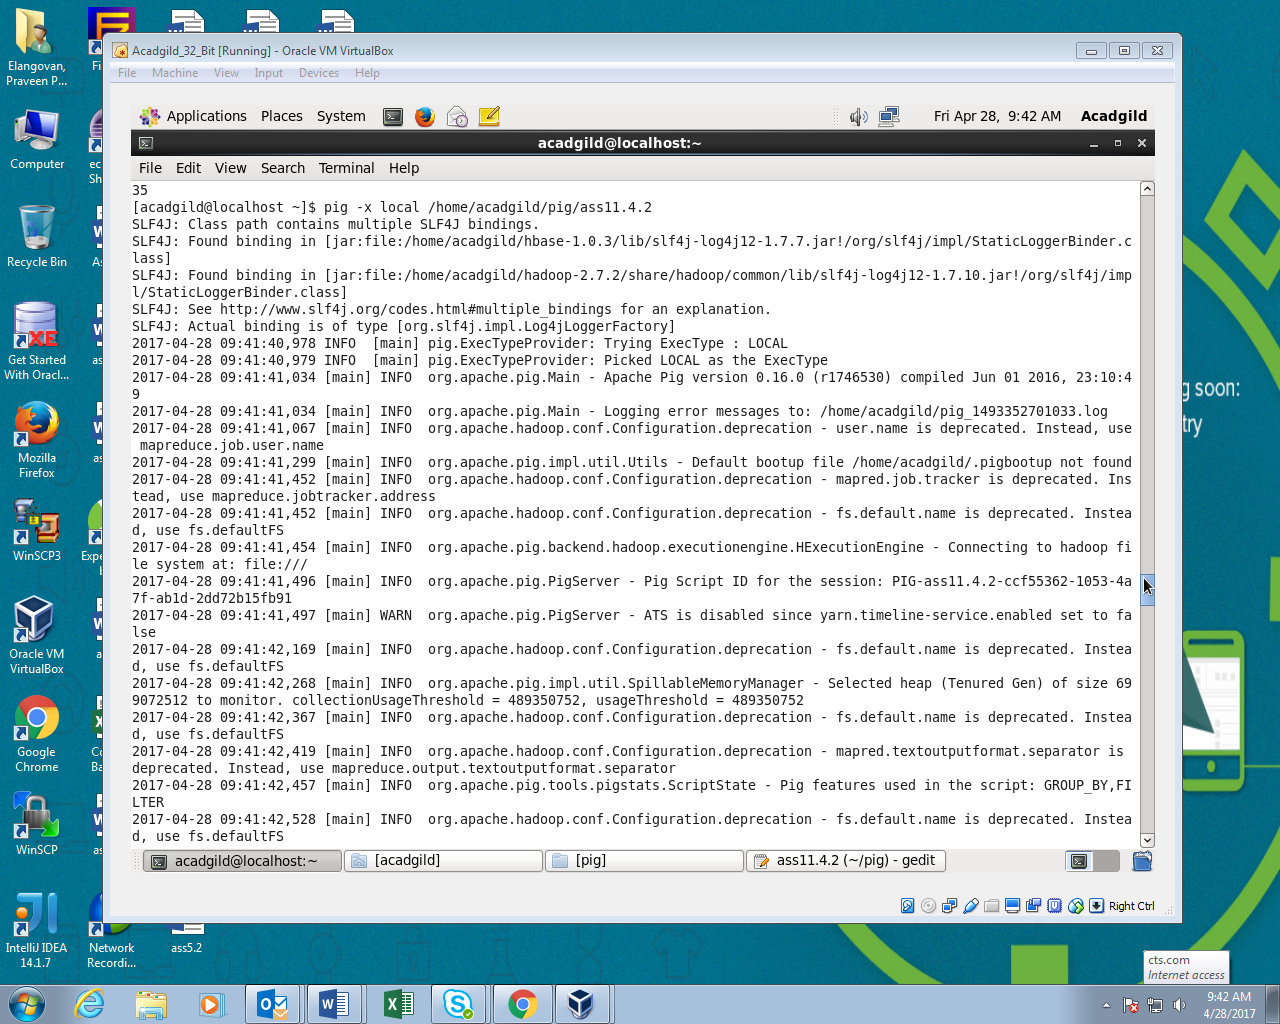 Elangovan,
Praveen P...
Fi
Computer
ec
Sh
Recycle Bin
As
Get Started
With Oracl...
as
Mozilla
Firefox
as
WinSCP3
Expe
Oracle VM
VirtualBox
a
Google
Chrome
Co
Ba
WinSCP
as
IntelliJ IDEA
14.1.7
Network
Recordi...
ass5.2
Acadgild_32_Bit [Running] - Oracle VM VirtualBox
File Machine View Input Devices Help
Applications Places System
Fri Apr 28, 9:42 AM Acadgild
acadgild@localhost:~
File Edit View Search Terminal Help
35
[acadgild@localhost ~]$ pig -x local /home/acadgild/pig/ass11.4.2
SLF4J: Class path contains multiple SLF4J bindings.
SLF4J: Found binding in [jar:file:/home/acadgild/hbase-1.0.3/lib/slf4j-log4j12-1.7.7.jar!/org/slf4j/impl/StaticLoggerBinder.c
lass]
SLF4J: Found binding in [jar:file:/home/acadgild/hadoop-2.7.2/share/hadoop/common/lib/slf4j-log4j12-1.7.10.jar!/org/slf4j/imp
l/StaticLoggerBinder.class]
SLF4J: See http://www.slf4j.org/codes.html#multiple_bindings for an explanation.
SLF4J: Actual binding is of type [org.slf4j.impl.Log4jLoggerFactory]
2017-04-28 09:41:40,978 INFO  [main] pig.ExecTypeProvider: Trying ExecType : LOCAL
2017-04-28 09:41:40,979 INFO  [main] pig.ExecTypeProvider: Picked LOCAL as the ExecType
2017-04-28 09:41:41,034 [main] INFO  org.apache.pig.Main - Apache Pig version 0.16.0 (r1746530) compiled Jun 01 2016, 23:10:4
9
2017-04-28 09:41:41,034 [main] INFO  org.apache.pig.Main - Logging error messages to: /home/acadgild/pig_1493352701033.log
2017-04-28 09:41:41,067 [main] INFO  org.apache.hadoop.conf.Configuration.deprecation - user.name is deprecated. Instead, use
 mapreduce.job.user.name
2017-04-28 09:41:41,299 [main] INFO  org.apache.pig.impl.util.Utils - Default bootup file /home/acadgild/.pigbootup not found
2017-04-28 09:41:41,452 [main] INFO  org.apache.hadoop.conf.Configuration.deprecation - mapred.job.tracker is deprecated. Ins
tead, use mapreduce.jobtracker.address
2017-04-28 09:41:41,452 [main] INFO  org.apache.hadoop.conf.Configuration.deprecation - fs.default.name is deprecated. Instea
d, use fs.defaultFS
2017-04-28 09:41:41,454 [main] INFO  org.apache.pig.backend.hadoop.executionengine.HExecutionEngine - Connecting to hadoop fi
le system at: file:///
2017-04-28 09:41:41,496 [main] INFO  org.apache.pig.PigServer - Pig Script ID for the session: PIG-ass11.4.2-ccf55362-1053-4a
7f-ab1d-2dd72b15fb91
2017-04-28 09:41:41,497 [main] WARN  org.apache.pig.PigServer - ATS is disabled since yarn.timeline-service.enabled set to fa
lse
2017-04-28 09:41:42,169 [main] INFO  org.apache.hadoop.conf.Configuration.deprecation - fs.default.name is deprecated. Instea
d, use fs.defaultFS
2017-04-28 09:41:42,268 [main] INFO  org.apache.pig.impl.util.SpillableMemoryManager - Selected heap (Tenured Gen) of size 69
9072512 to monitor. collectionUsageThreshold = 489350752, usageThreshold = 489350752
2017-04-28 09:41:42,367 [main] INFO  org.apache.hadoop.conf.Configuration.deprecation - fs.default.name is deprecated. Instea
d, use fs.defaultFS
2017-04-28 09:41:42,419 [main] INFO  org.apache.hadoop.conf.Configuration.deprecation - mapred.textoutputformat.separator is
deprecated. Instead, use mapreduce.output.textoutputformat.separator
2017-04-28 09:41:42,457 [main] INFO  org.apache.pig.tools.pigstats.ScriptState - Pig features used in the script: GROUP_BY,FI
LTER
2017-04-28 09:41:42,528 [main] INFO  org.apache.hadoop.conf.Configuration.deprecation - fs.default.name is deprecated. Instea
d, use fs.defaultFS
acadgild@localhost:~ [acadgild] [pig] ass11.4.2 (~/pig) - gedit
Right Ctrl
g soon:
try
cts.com
Internet access
9:42 AM
4/28/2017